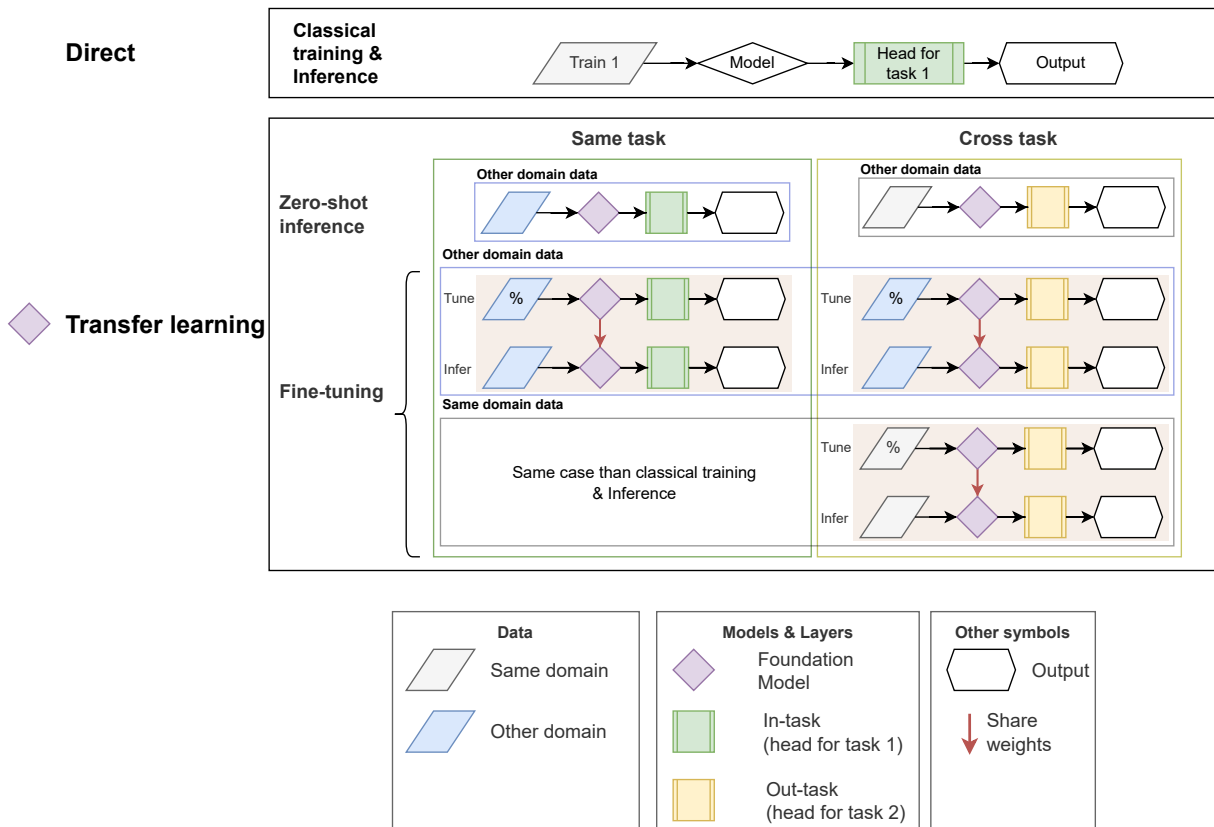 Direct
Classical
training &
Inference
Train 1
Model
Head for
task 1
Output
Transfer learning
Same task
Cross task
Zero-shot
inference
Other domain data
Other domain data
Fine-tuning
Other domain data
Tune
%
Infer
Tune
%
Infer
Same domain data
Same case than classical training
& Inference
Tune
%
Infer
Data
Same domain
Other domain
Models & Layers
Foundation
Model
In-task
(head for task 1)
Out-task
(head for task 2)
Other symbols
Output
Share
weights